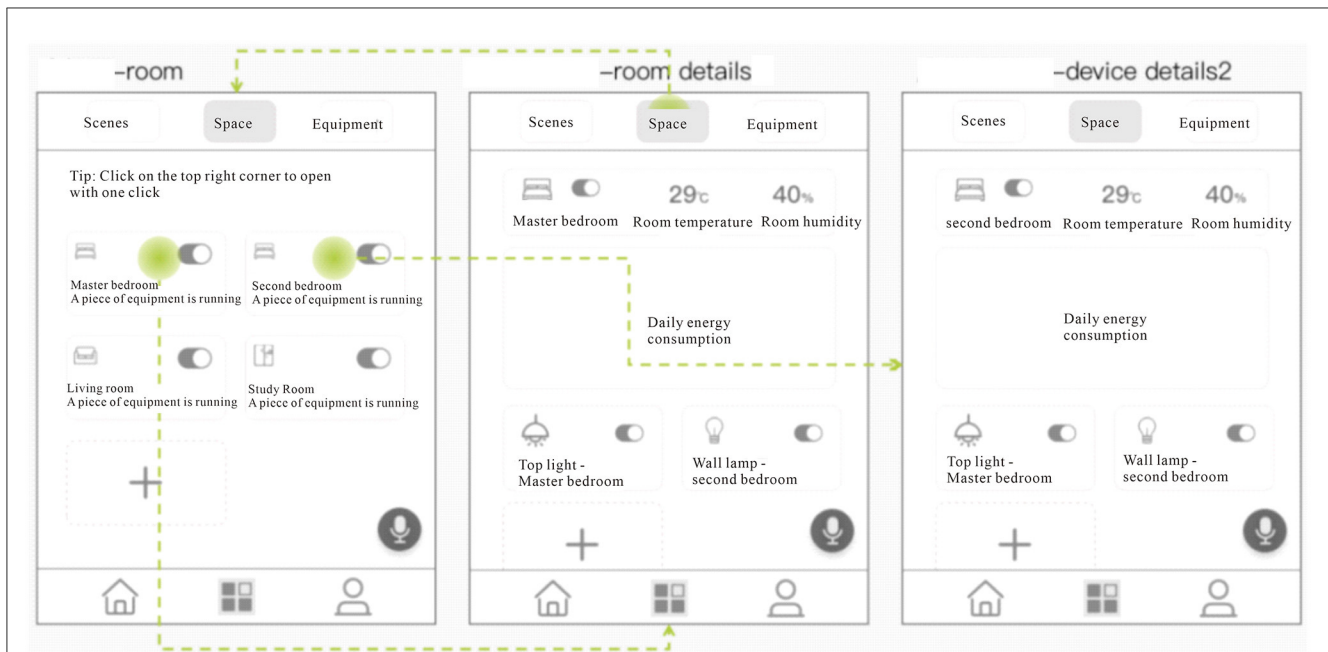 –room
Scenes
Space
Equipment
Tip: Click on the top right corner to open
with one click
Master bedroom
A piece of equipment is running
Second bedroom
A piece of equipment is running
Living room
A piece of equipment is running
Study Room
A piece of equipment is running
–room details
Scenes
Space
Equipment
29°C
40%
Master bedroom
Room temperature
Room humidity
Daily energy
consumption
Top light -
Master bedroom
Wall lamp -
second bedroom
–device details2
Scenes
Space
Equipment
29°C
40%
second bedroom
Room temperature
Room humidity
Daily energy
consumption
Top light -
Master bedroom
Wall lamp -
second bedroom